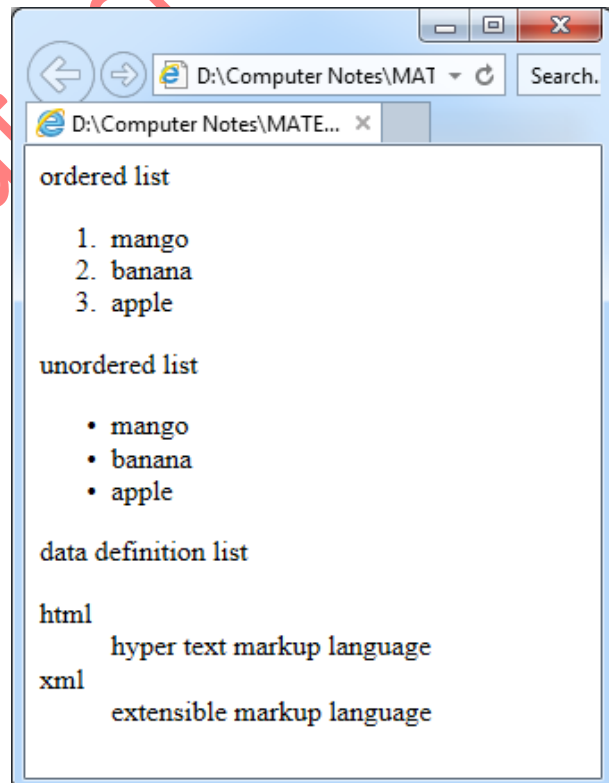 D:\Computer Notes\MAT
Search.
D:\Computer Notes\MATE...
ordered list
1. mango
2. banana
3. apple
unordered list
• mango
• banana
• apple
data definition list
html
hyper text markup language
xml
extensible markup language